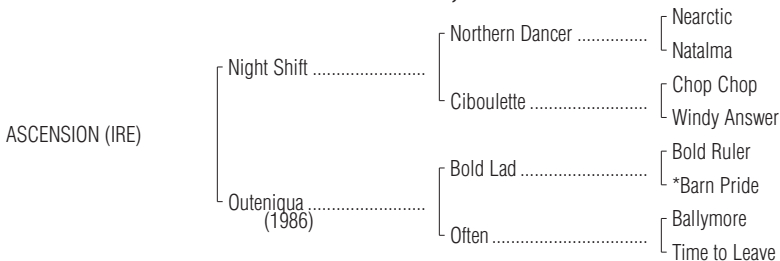 Nearctic
Northern Dancer ...............
Natalma
Night Shift ........................
Chop Chop
Ciboulette .........................
Windy Answer
ASCENSION (IRE)
Bold Ruler
Bold Lad ...........................
*Barn Pride
Outeniqua .........................
(1986)
Ballymore
Often .................................
Time to Leave